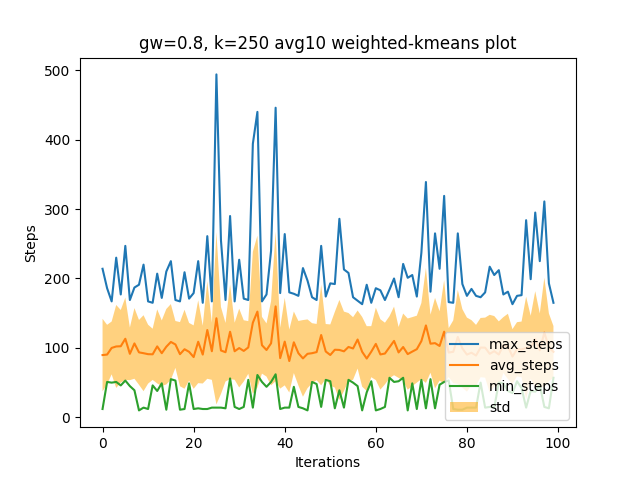 gw=0.8, k=250 avg10 weighted-kmeans plot
500
400
300
200
100
0
Steps
max_steps
avg_steps
min_steps
std
0 20 40 60 80 100
Iterations